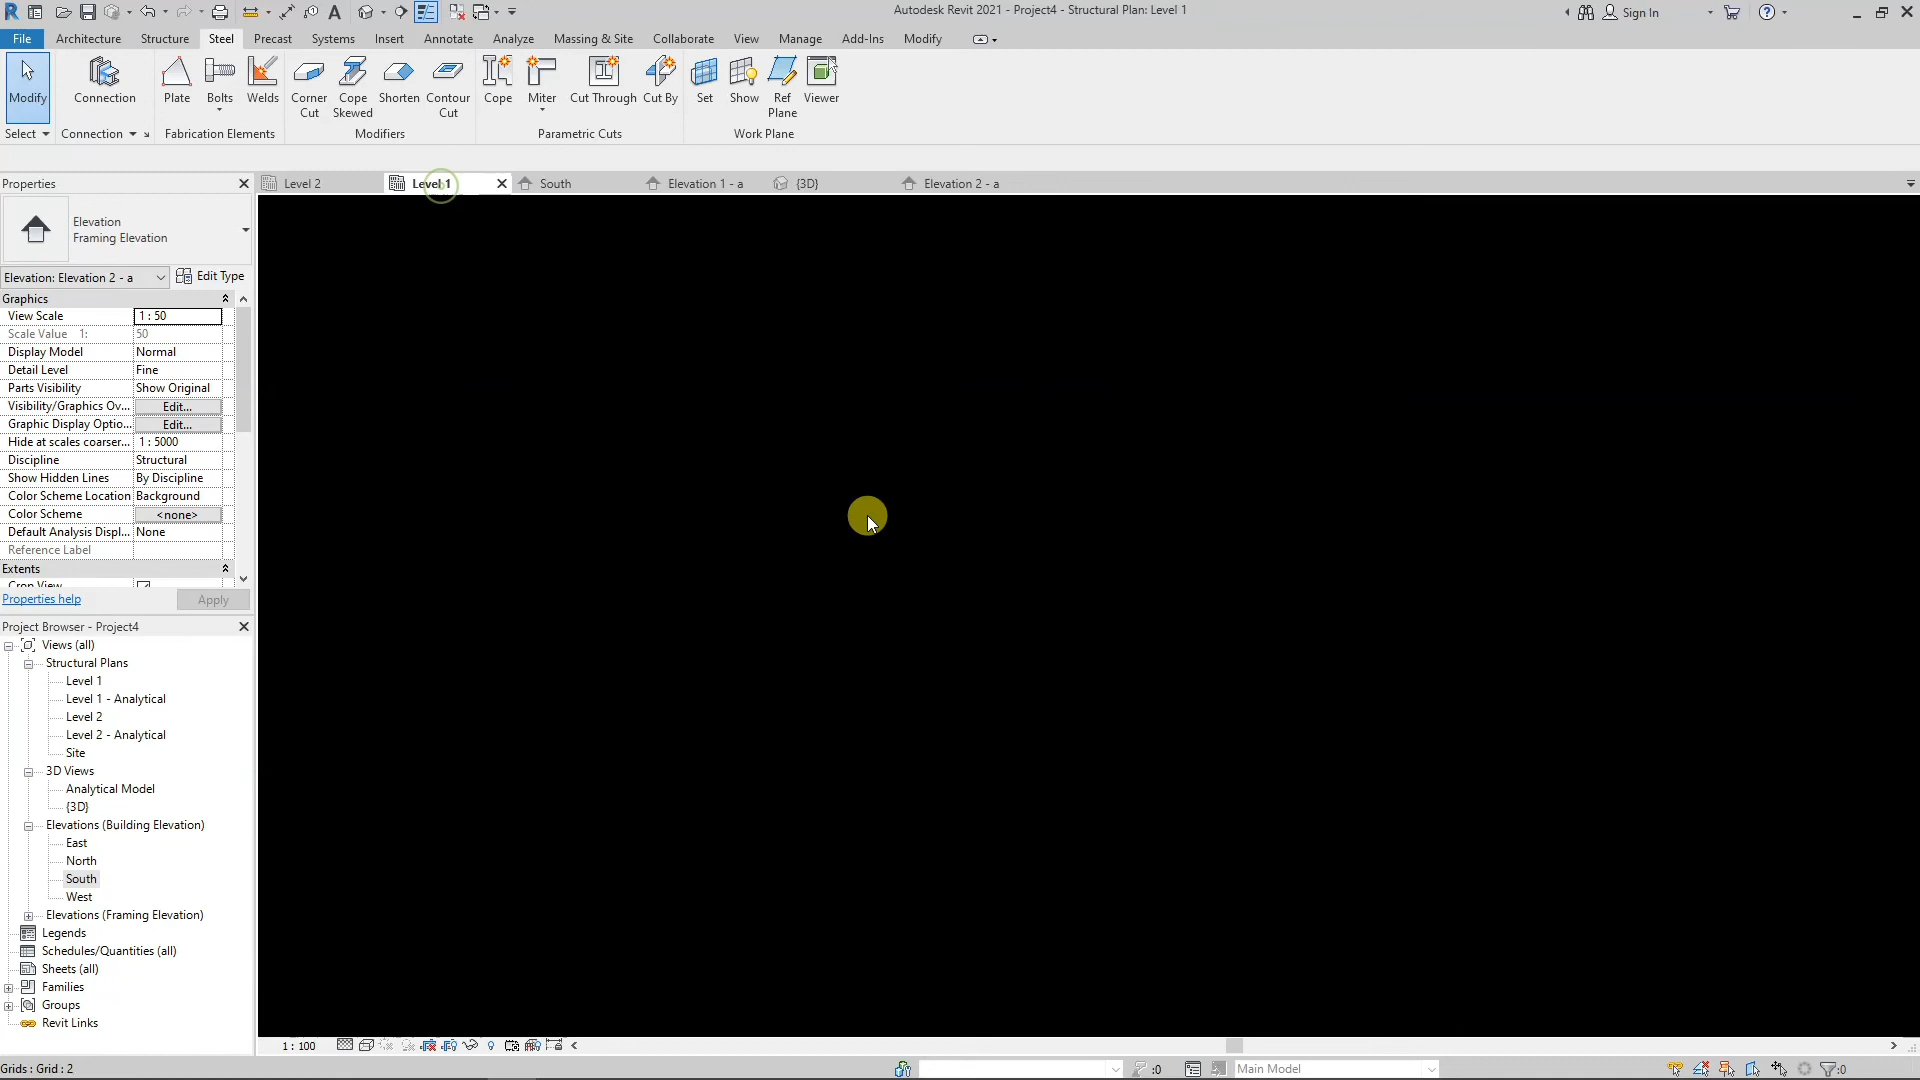 Autodesk Revit 2021 - Project4 - Structural Plan: Level 1
Sign In
File Architecture Structure Steel Precast Systems Insert Annotate Analyze Massing & Site Collaborate View Manage Add-Ins Modify
Modify
Connection
Plate
Bolts
Welds
Corner Cut
Cope Skewed
Shorten
Contour Cut
Cope
Miter
Cut Through
Cut By
Set
Show
Ref Plane
Viewer
Select
Connection
Fabrication Elements
Modifiers
Parametric Cuts
Work Plane
Properties
Level 2
Level 1
South
Elevation 1 - a
{3D}
Elevation 2 - a
Elevation
Framing Elevation
Elevation: Elevation 2 - a
Edit Type
Graphics
View Scale 1 : 50
Scale Value 1: 50
Display Model Normal
Detail Level Fine
Parts Visibility Show Original
Visibility/Graphics Ov... Edit...
Graphic Display Optio... Edit...
Hide at scales coarser... 1 : 5000
Discipline Structural
Show Hidden Lines By Discipline
Color Scheme Location Background
Color Scheme <none>
Default Analysis Displ... None
Reference Label
Extents
Crop View
Properties help
Apply
Project Browser - Project4
Views (all)
Structural Plans
Level 1
Level 1 - Analytical
Level 2
Level 2 - Analytical
Site
3D Views
Analytical Model
{3D}
Elevations (Building Elevation)
East
North
South
West
Elevations (Framing Elevation)
Legends
Schedules/Quantities (all)
Sheets (all)
Families
Groups
Revit Links
1 : 100
Grids : Grid : 2
:0
Main Model
:0